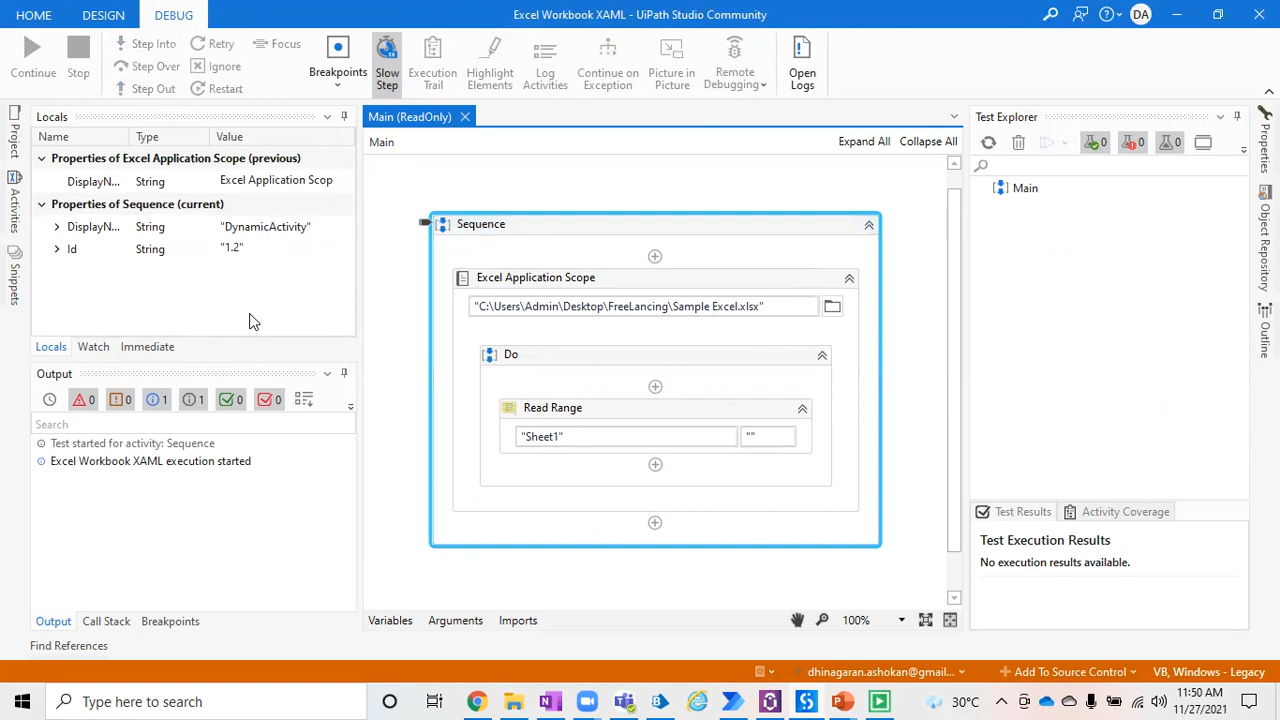 HOME
DESIGN
DEBUG
Excel Workbook XAML - UiPath Studio Community
DA
Continue
Stop
Step Into
Step Over
Step Out
Retry
Ignore
Restart
Focus
Breakpoints
Slow Step
Execution Trail
Highlight Elements
Log Activities
Continue on Exception
Picture in Picture
Remote Debugging
Open Logs
Project
Activities
Snippets
Locals
Name Type Value
Properties of Excel Application Scope (previous)
DisplayN... String Excel Application Scop
Properties of Sequence (current)
DisplayN... String "DynamicActivity"
Id String "1.2"
Locals Watch Immediate
Output
0 0 1 1 0 0
Search
Test started for activity: Sequence
Excel Workbook XAML execution started
Output Call Stack Breakpoints
Find References
Main (ReadOnly)
Main
Expand All Collapse All
Sequence
Excel Application Scope
"C:\Users\Admin\Desktop\FreeLancing\Sample Excel.xlsx"
Do
Read Range
"Sheet1" ""
Variables Arguments Imports
100%
Test Explorer
0 0 0
Main
Test Results Activity Coverage
Test Execution Results
No execution results available.
Properties
Object Repository
Outline
dhinagaran.ashokan@gmail...
Add To Source Control
VB, Windows - Legacy
Type here to search
30°C
11:50 AM
11/27/2021